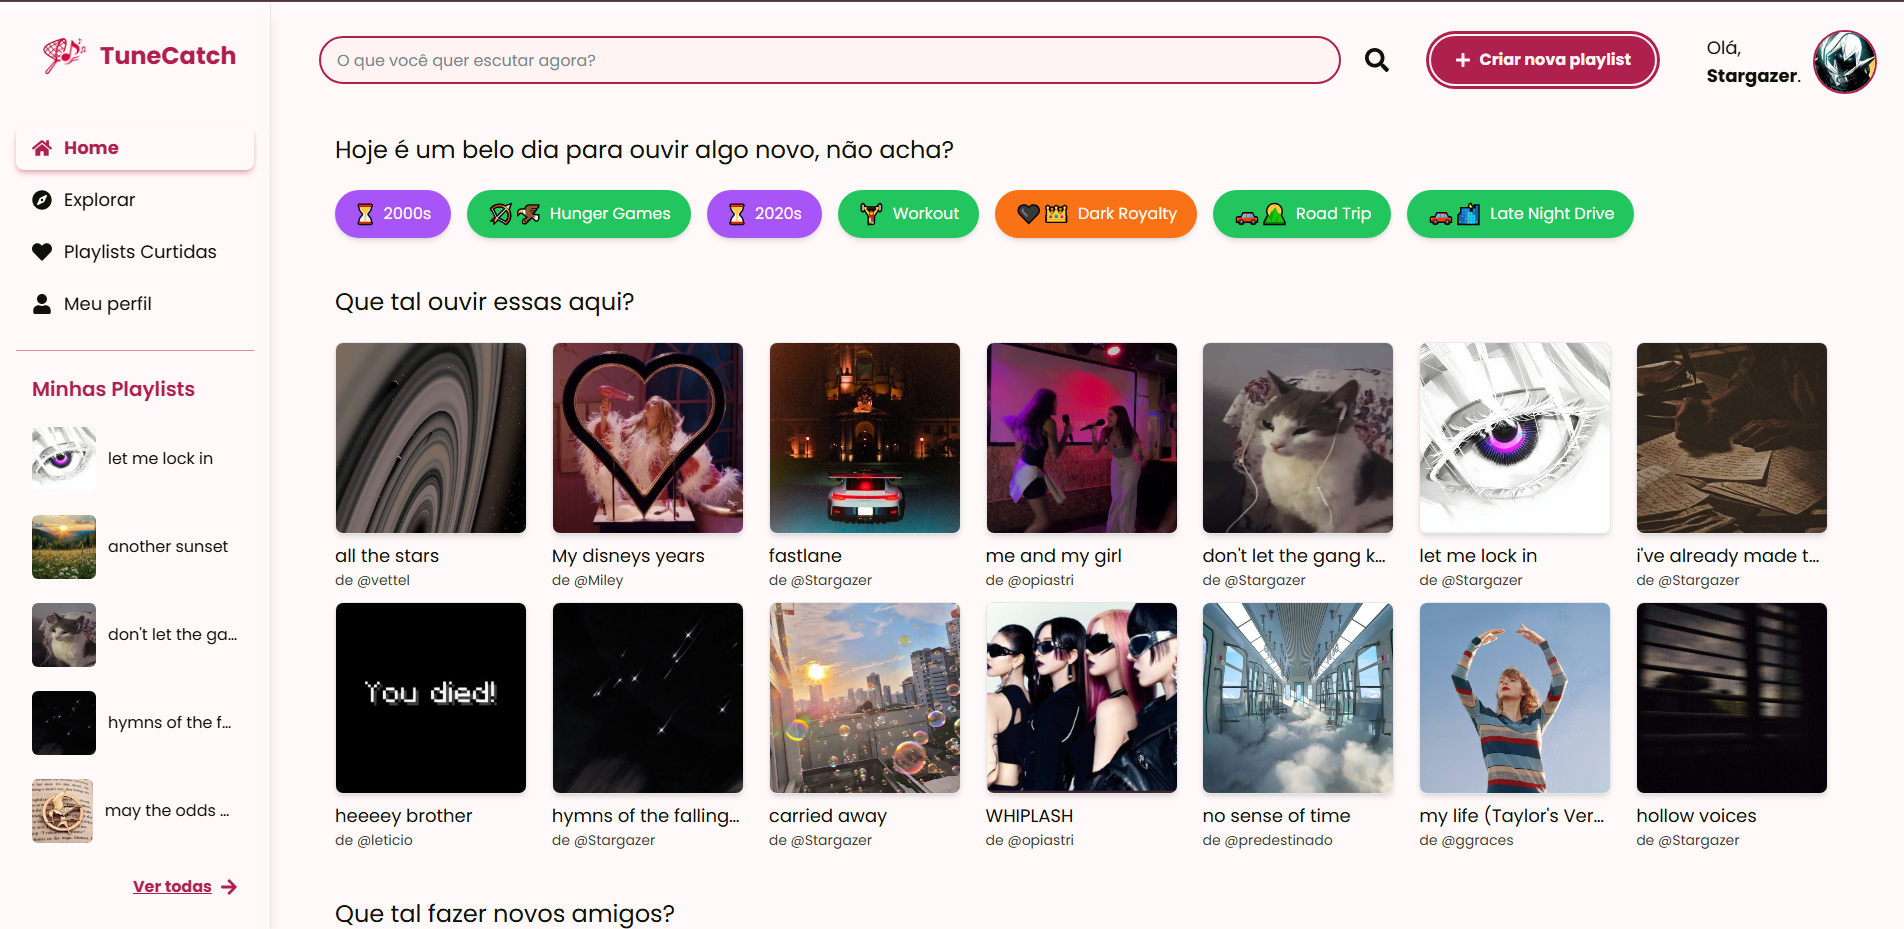 TuneCatch
O que você quer escutar agora?
Criar nova playlist
Olá,
Stargazer.
Home
Explorar
Playlists Curtidas
Meu perfil
Minhas Playlists
let me lock in
another sunset
don't let the ga...
hymns of the f...
may the odds ...
Ver todas
Hoje é um belo dia para ouvir algo novo, não acha?
2000s
Hunger Games
2020s
Workout
Dark Royalty
Road Trip
Late Night Drive
Que tal ouvir essas aqui?
all the stars
de @vettel
My disneys years
de @Miley
fastlane
de @Stargazer
me and my girl
de @opiastri
don't let the gang k...
de @Stargazer
let me lock in
de @Stargazer
i've already made t...
de @Stargazer
You died!
heeeey brother
de @leticio
hymns of the falling...
de @Stargazer
carried away
de @Stargazer
WHIPLASH
de @opiastri
no sense of time
de @predestinado
my life (Taylor's Ver...
de @ggraces
hollow voices
de @Stargazer
Que tal fazer novos amigos?